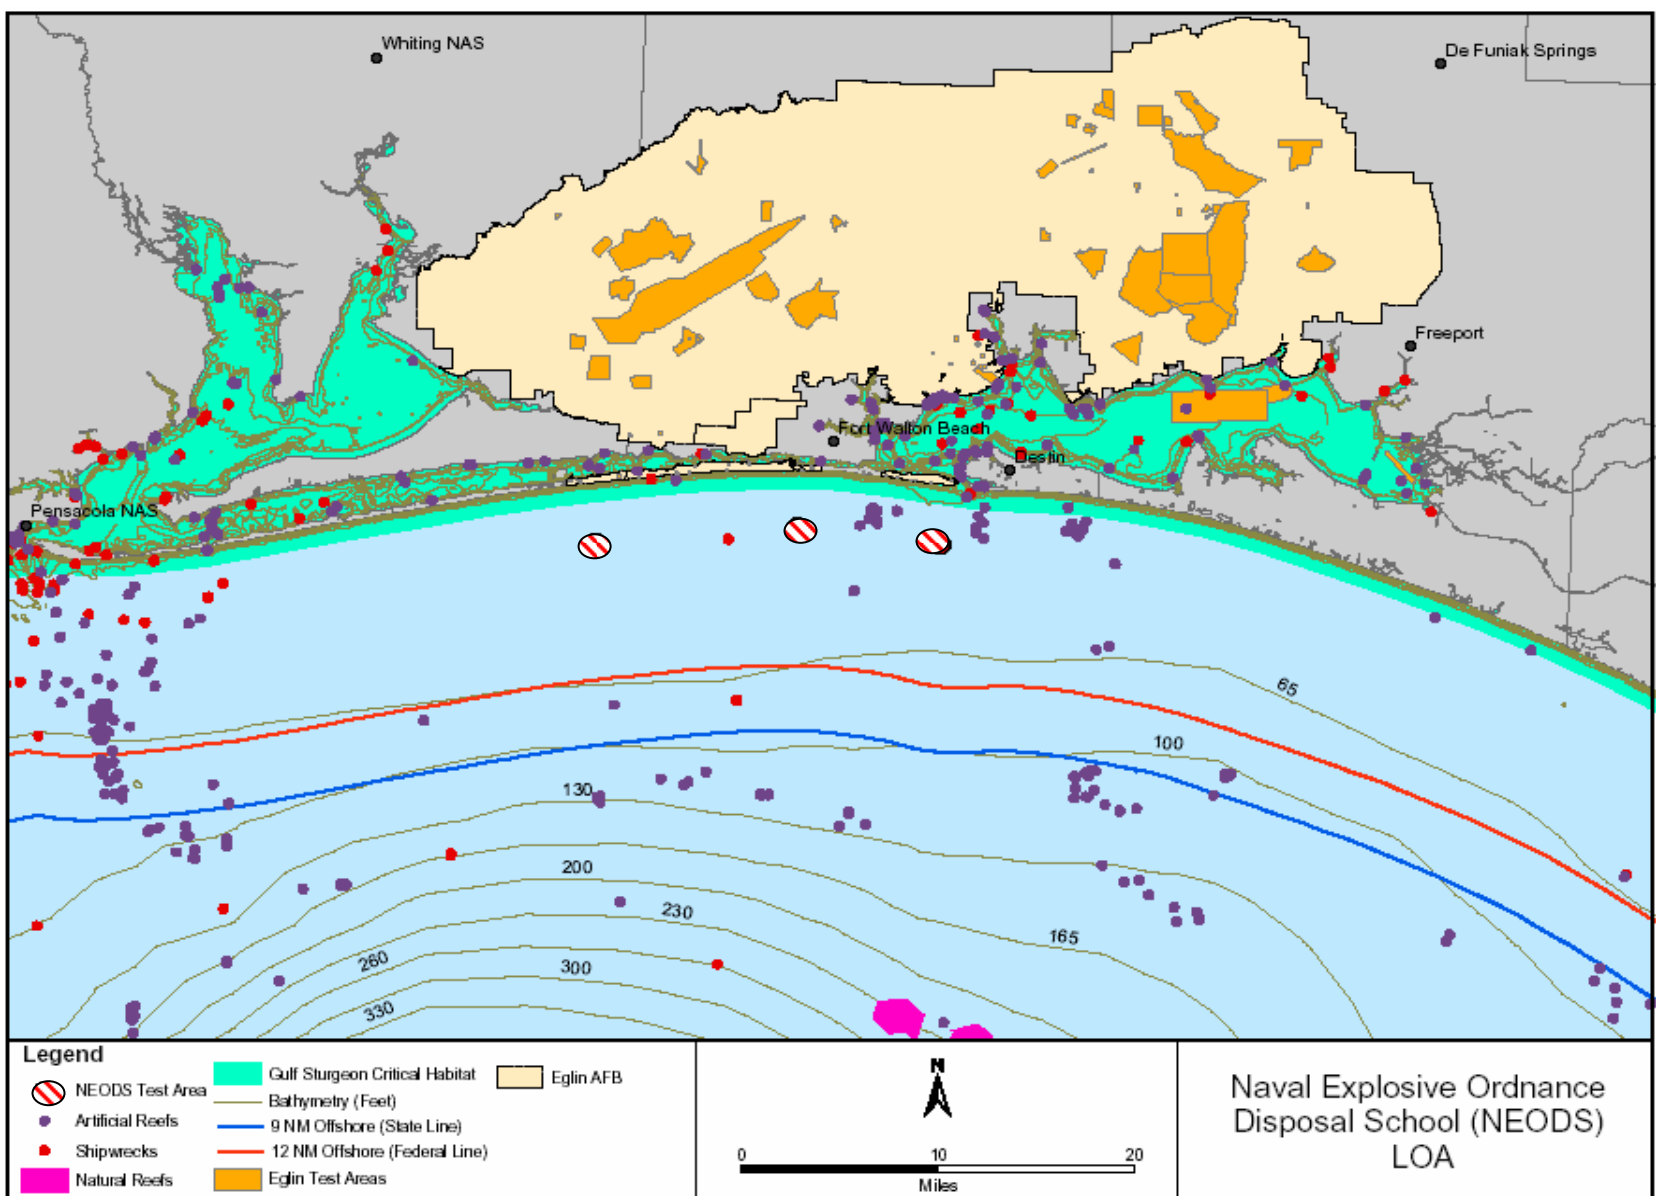 Whiting NAS
De Funiak Springs
Freeport
Fort Walton Beach
Destin
Pensacola NAS
65
100
130
200
230
165
260
300
330
Legend
NEODS Test Area
Artificial Reefs
Shipwrecks
Natural Reefs
Gulf Sturgeon Critical Habitat
Bathymetry (Feet)
9 NM Offshore (State Line)
12 NM Offshore (Federal Line)
Eglin Test Areas
Eglin AFB
N
0 10 20
Miles
Naval Explosive Ordnance
Disposal School (NEODS)
LOA